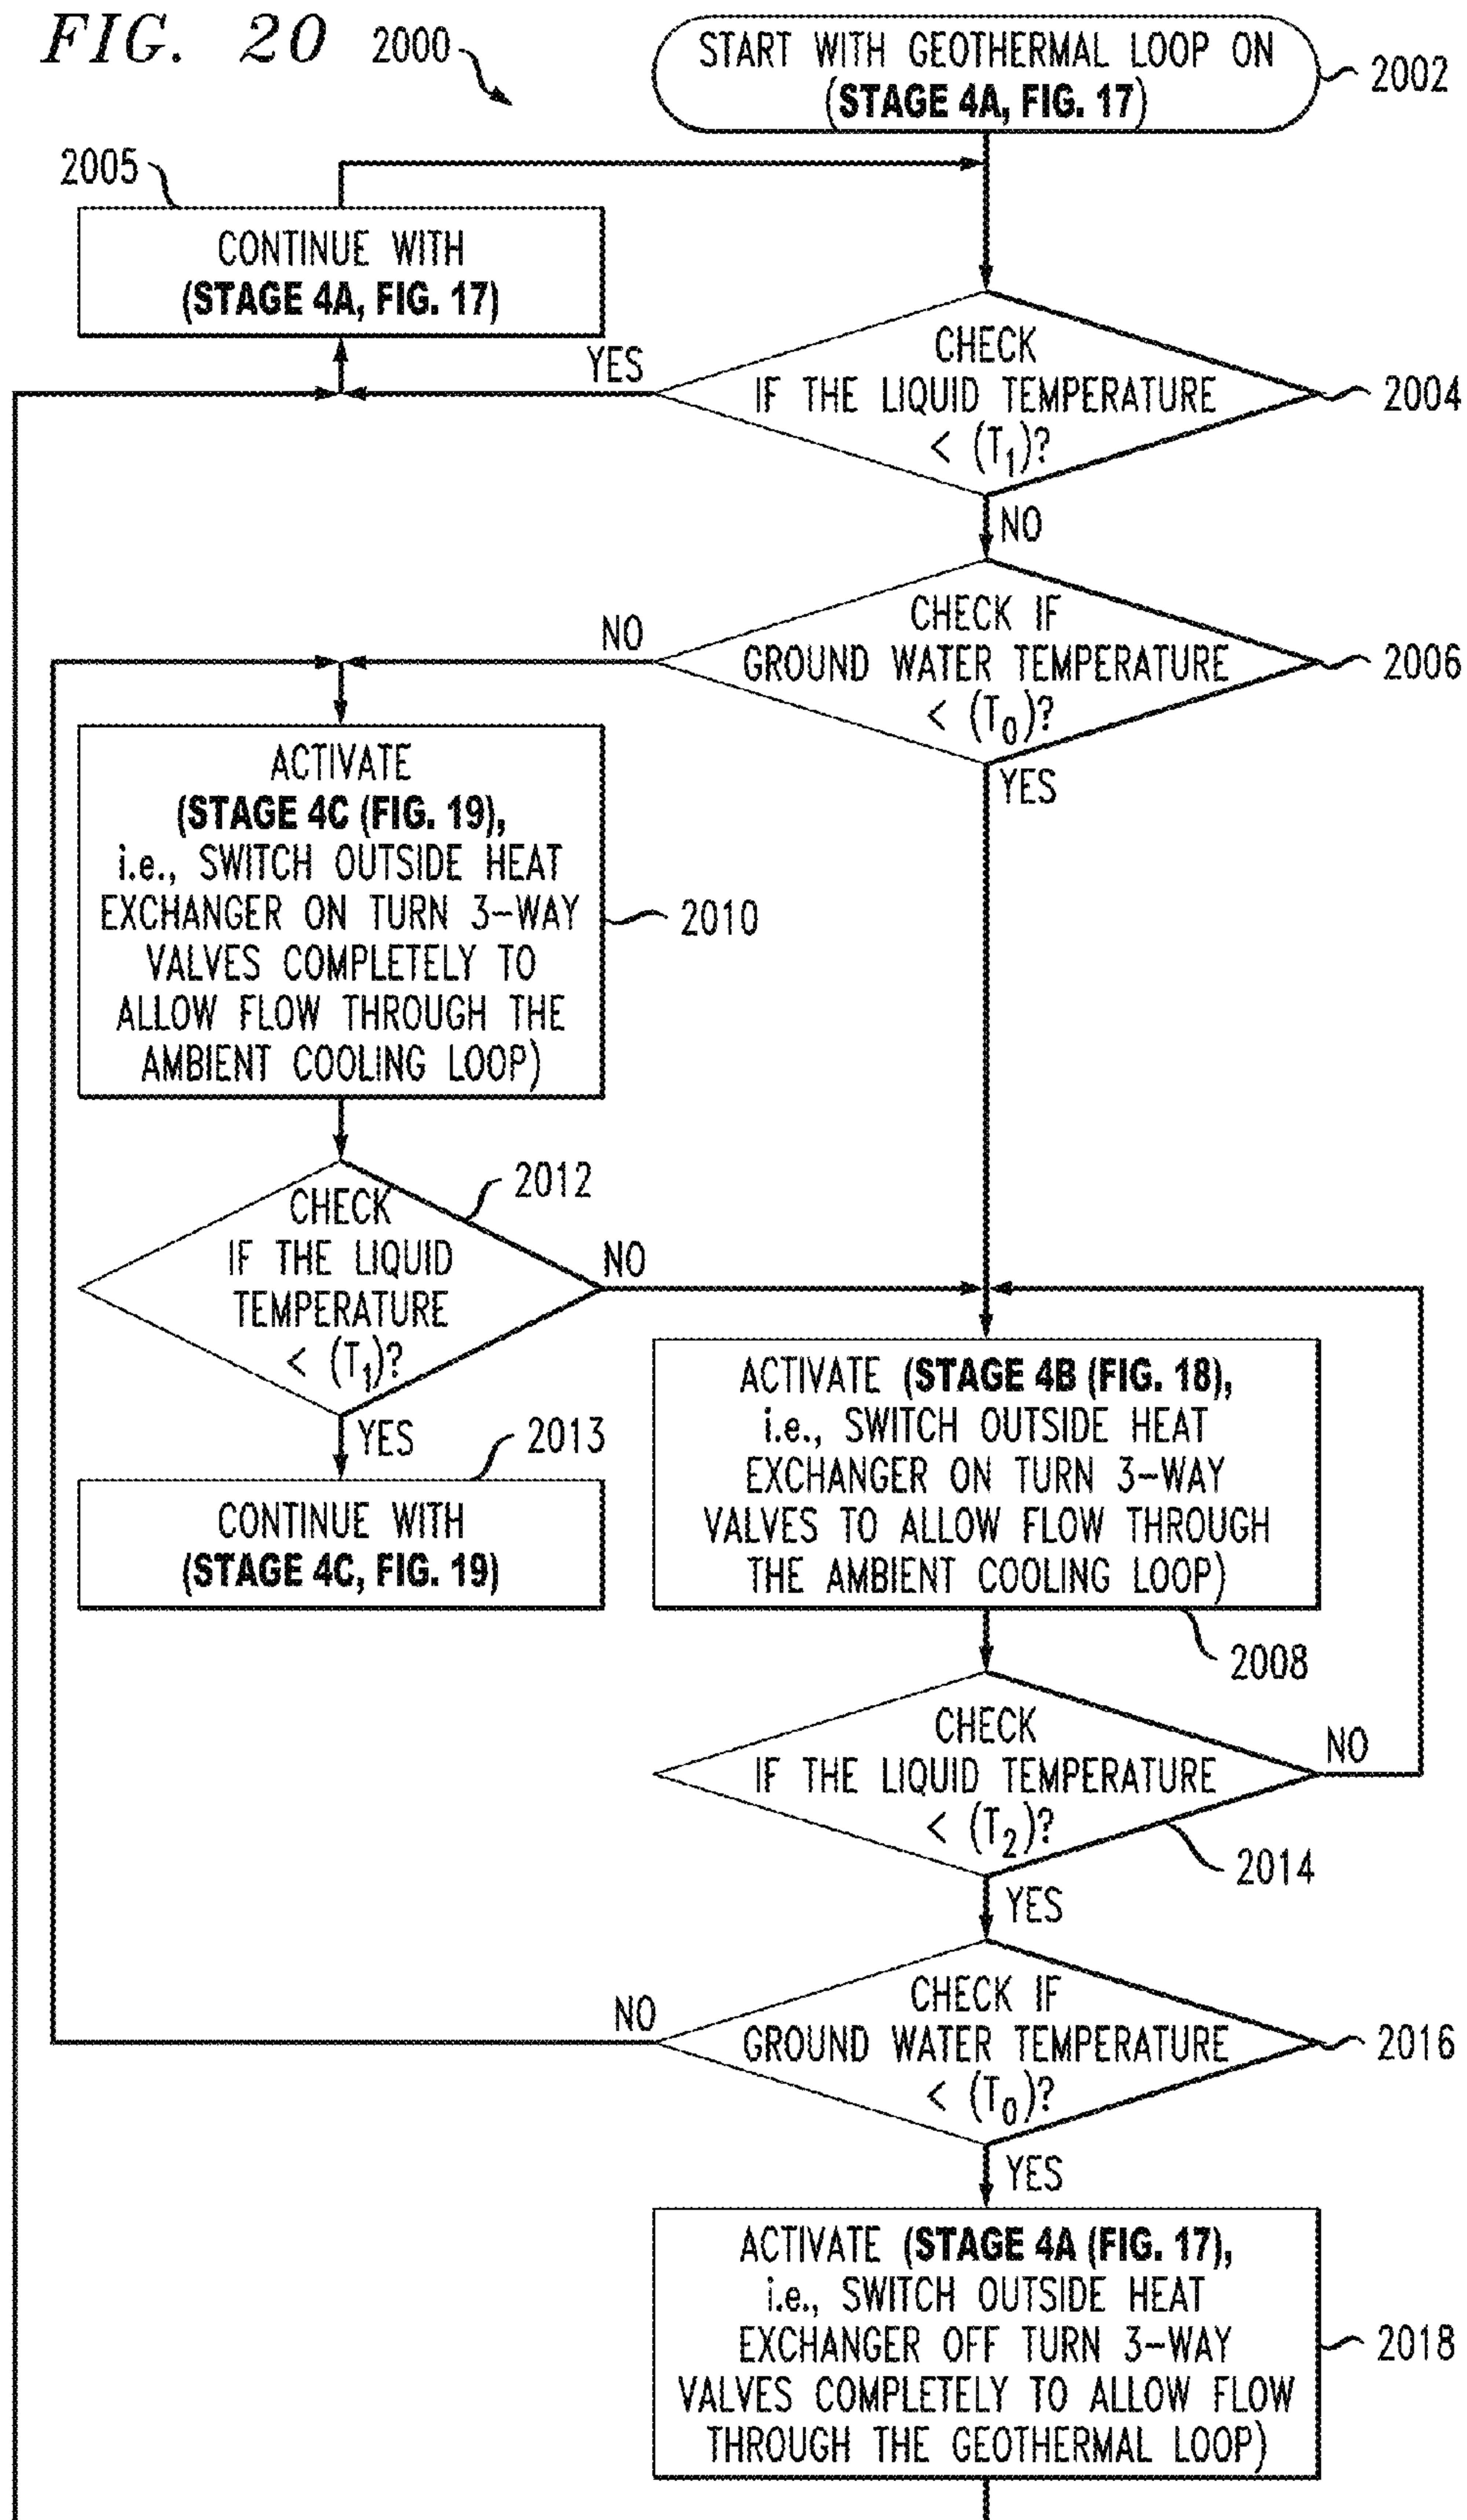 FIG. 20
2000
START WITH GEOTHERMAL LOOP ON
(STAGE 4A, FIG. 17)
2002
2005
CONTINUE WITH
(STAGE 4A, FIG. 17)
YES
CHECK
IF THE LIQUID TEMPERATURE
< (T₁)?
2004
NO
CHECK IF
GROUND WATER TEMPERATURE
< (T₀)?
2006
NO
YES
ACTIVATE
(STAGE 4C (FIG. 19),
i.e., SWITCH OUTSIDE HEAT
EXCHANGER ON TURN 3-WAY
VALVES COMPLETELY TO
ALLOW FLOW THROUGH THE
AMBIENT COOLING LOOP)
2010
2012
CHECK
IF THE LIQUID
TEMPERATURE
< (T₁)?
NO
YES
2013
CONTINUE WITH
(STAGE 4C, FIG. 19)
ACTIVATE (STAGE 4B (FIG. 18),
i.e., SWITCH OUTSIDE HEAT
EXCHANGER ON TURN 3-WAY
VALVES TO ALLOW FLOW THROUGH
THE AMBIENT COOLING LOOP)
2008
CHECK
IF THE LIQUID TEMPERATURE
< (T₂)?
NO
2014
YES
CHECK IF
GROUND WATER TEMPERATURE
< (T₀)?
NO
2016
YES
ACTIVATE (STAGE 4A (FIG. 17),
i.e., SWITCH OUTSIDE HEAT
EXCHANGER OFF TURN 3-WAY
VALVES COMPLETELY TO ALLOW FLOW
THROUGH THE GEOTHERMAL LOOP)
2018